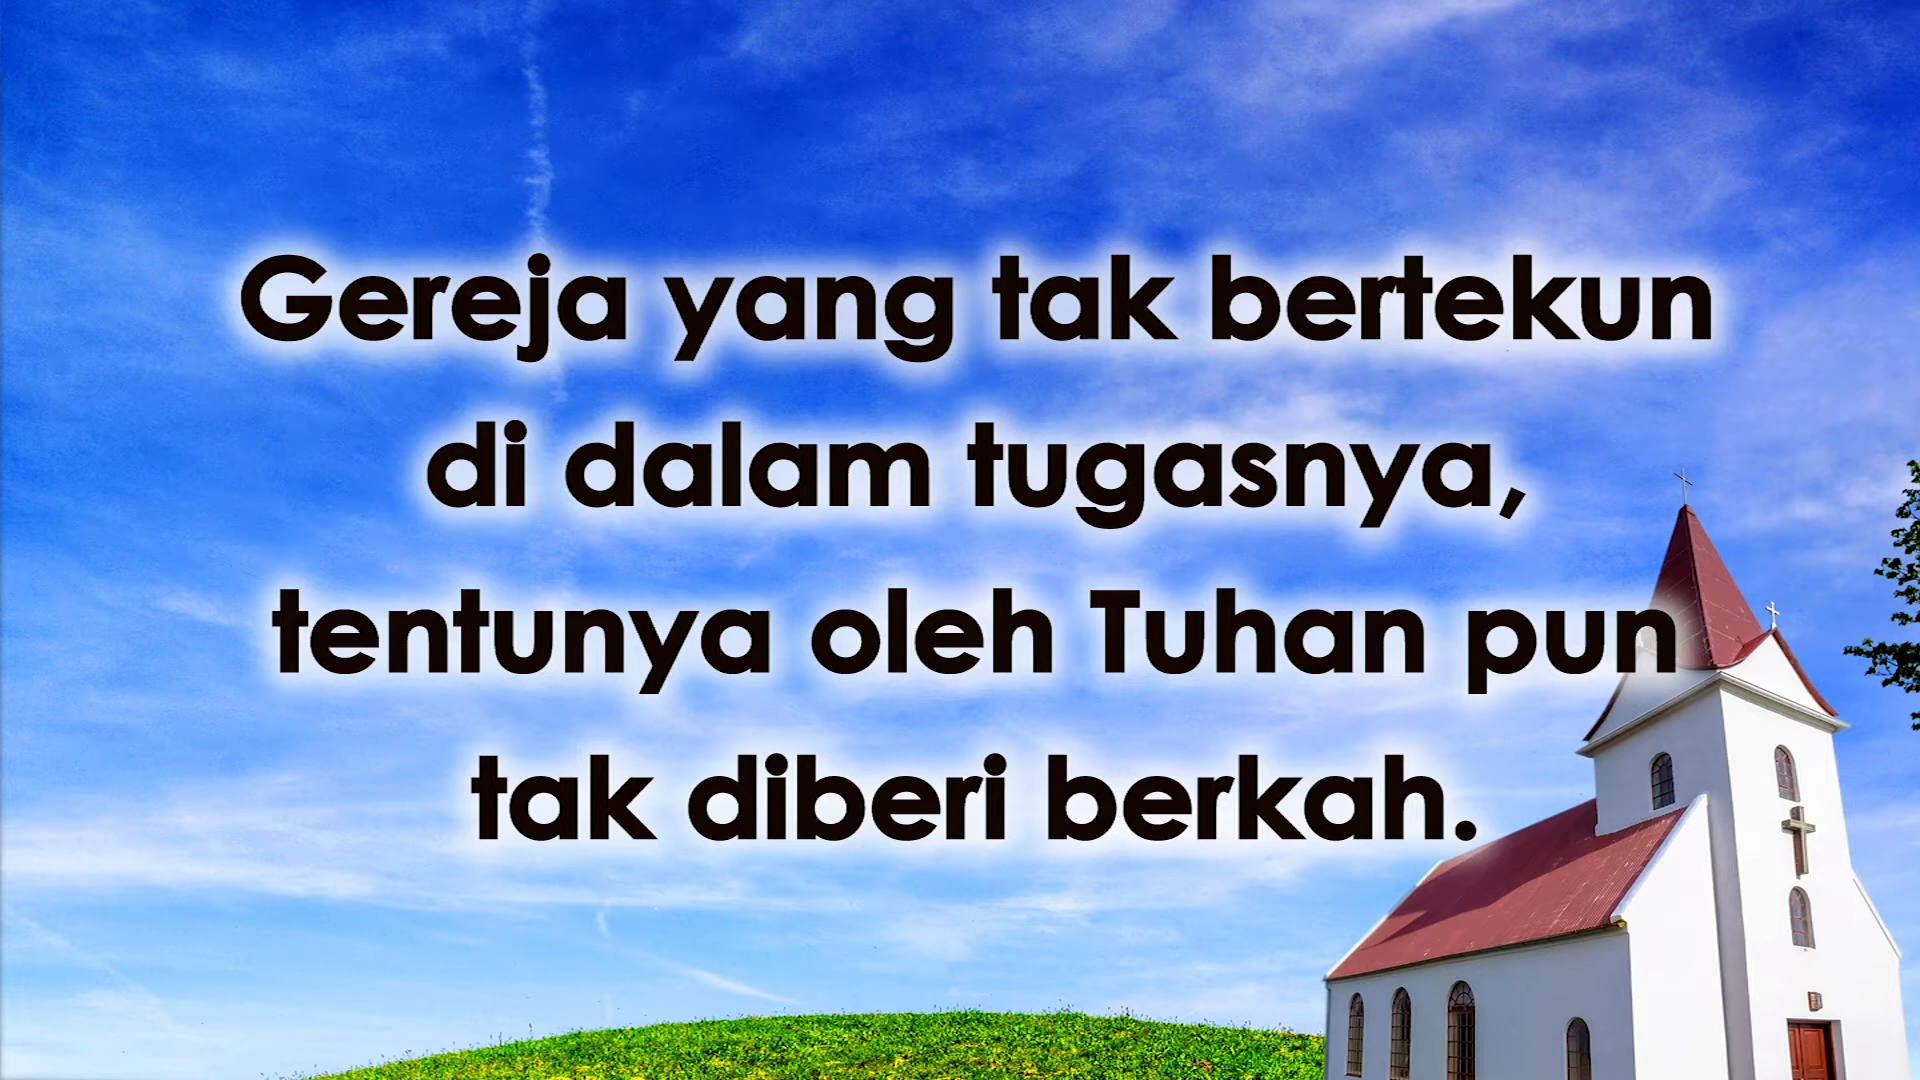 Gereja yang tak bertekun
di dalam tugasnya,
tentunya oleh Tuhan pun
tak diberi berkah.